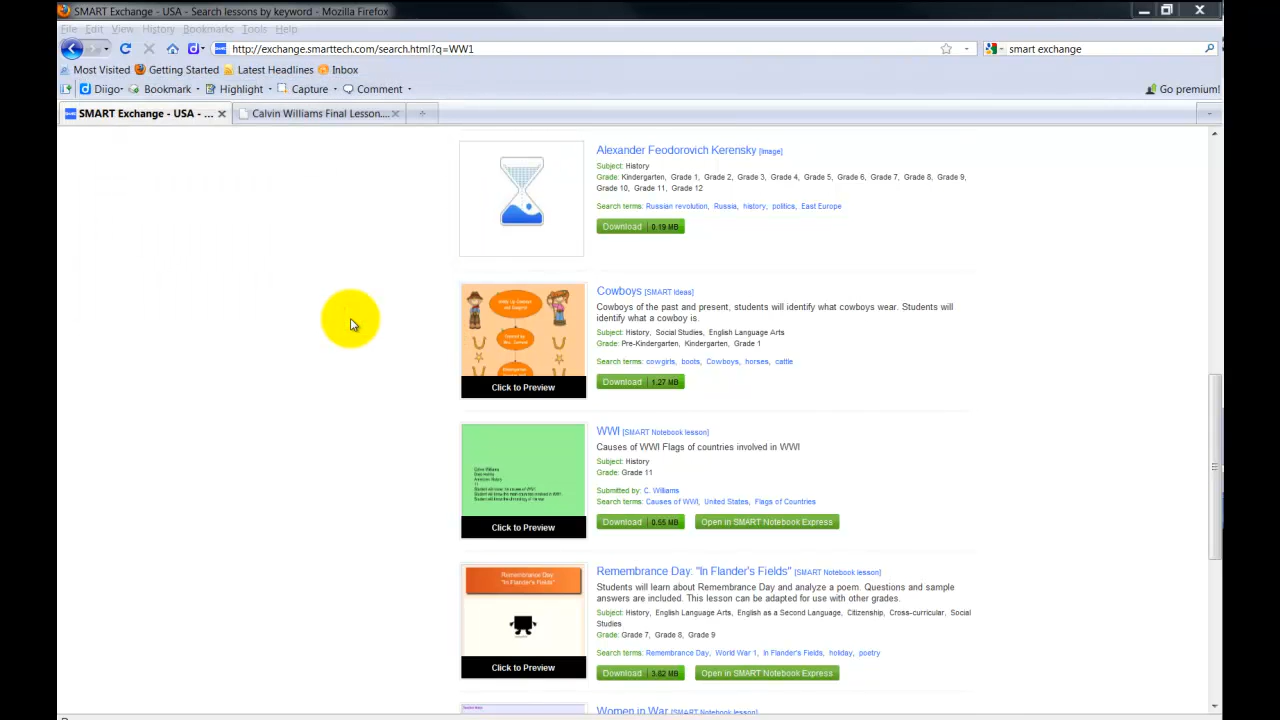 SMART Exchange - USA - Search lessons by keyword - Mozilla Firefox
File Edit View History Bookmarks Tools Help
http://exchange.smarttech.com/search.html?q=WW1
smart exchange
Most Visited Getting Started Latest Headlines Inbox
Diigo Bookmark Highlight Capture Comment Go premium!
SMART Exchange - USA - ... Calvin Williams Final Lesson....
Alexander Feodorovich Kerensky [Image]
Subject: History
Grade: Kindergarten, Grade 1, Grade 2, Grade 3, Grade 4, Grade 5, Grade 6, Grade 7, Grade 8, Grade 9,
Grade 10, Grade 11, Grade 12
Search terms: Russian revolution, Russia, history, politics, East Europe
Download 0.19 MB
Cowboys [SMART Ideas]
Cowboys of the past and present, students will identify what cowboys wear. Students will
identify what a cowboy is.
Subject: History, Social Studies, English Language Arts
Grade: Pre-Kindergarten, Kindergarten, Grade 1
Search terms: cowgirls, boots, Cowboys, horses, cattle
Download 1.27 MB
Click to Preview
WWI [SMART Notebook lesson]
Causes of WWI Flags of countries involved in WWI
Subject: History
Grade: Grade 11
Submitted by: C. Williams
Search terms: Causes of WWI, United States, Flags of Countries
Download 0.55 MB Open in SMART Notebook Express
Calvin Williams
American History
11
Click to Preview
Remembrance Day: "In Flander's Fields" [SMART Notebook lesson]
Students will learn about Remembrance Day and analyze a poem. Questions and sample
answers are included. This lesson can be adapted for use with other grades.
Subject: History, English Language Arts, English as a Second Language, Citizenship, Cross-curricular, Social
Studies
Grade: Grade 7, Grade 8, Grade 9
Search terms: Remembrance Day, World War 1, In Flander's Fields, holiday, poetry
Download 3.62 MB Open in SMART Notebook Express
Remembrance Day
"In Flander's Fields"
Click to Preview
Women in War [SMART Notebook lesson]